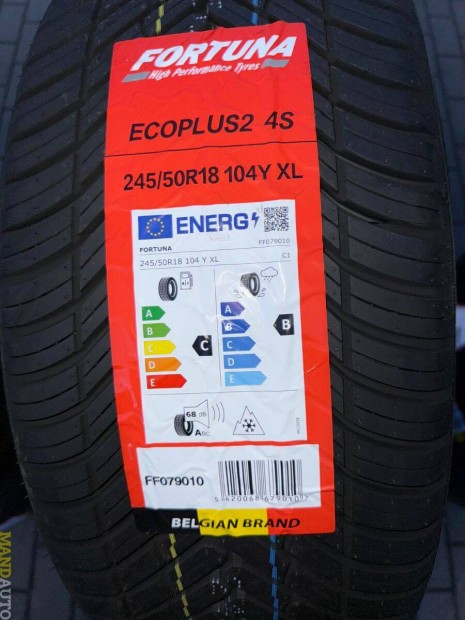 FORTUNA
High Performance Tyres
ECOPLUS2 4S
245/50R18 104Y XL
ENERG
FORTUNA
FF079010
245/50R18 104 Y XL
C1
A
B
C
D
E
C
A
B
C
D
E
B
68 dB
ABC
FF079010
5420068679010
BELGIAN BRAND
MANDAUTO